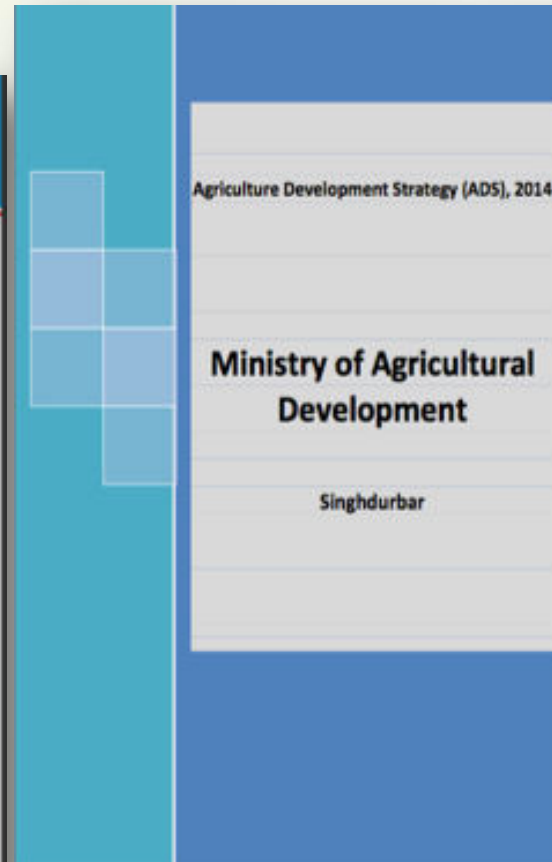 Agriculture Development Strategy (ADS), 2014
Ministry of Agricultural
Development
Singhdurbar